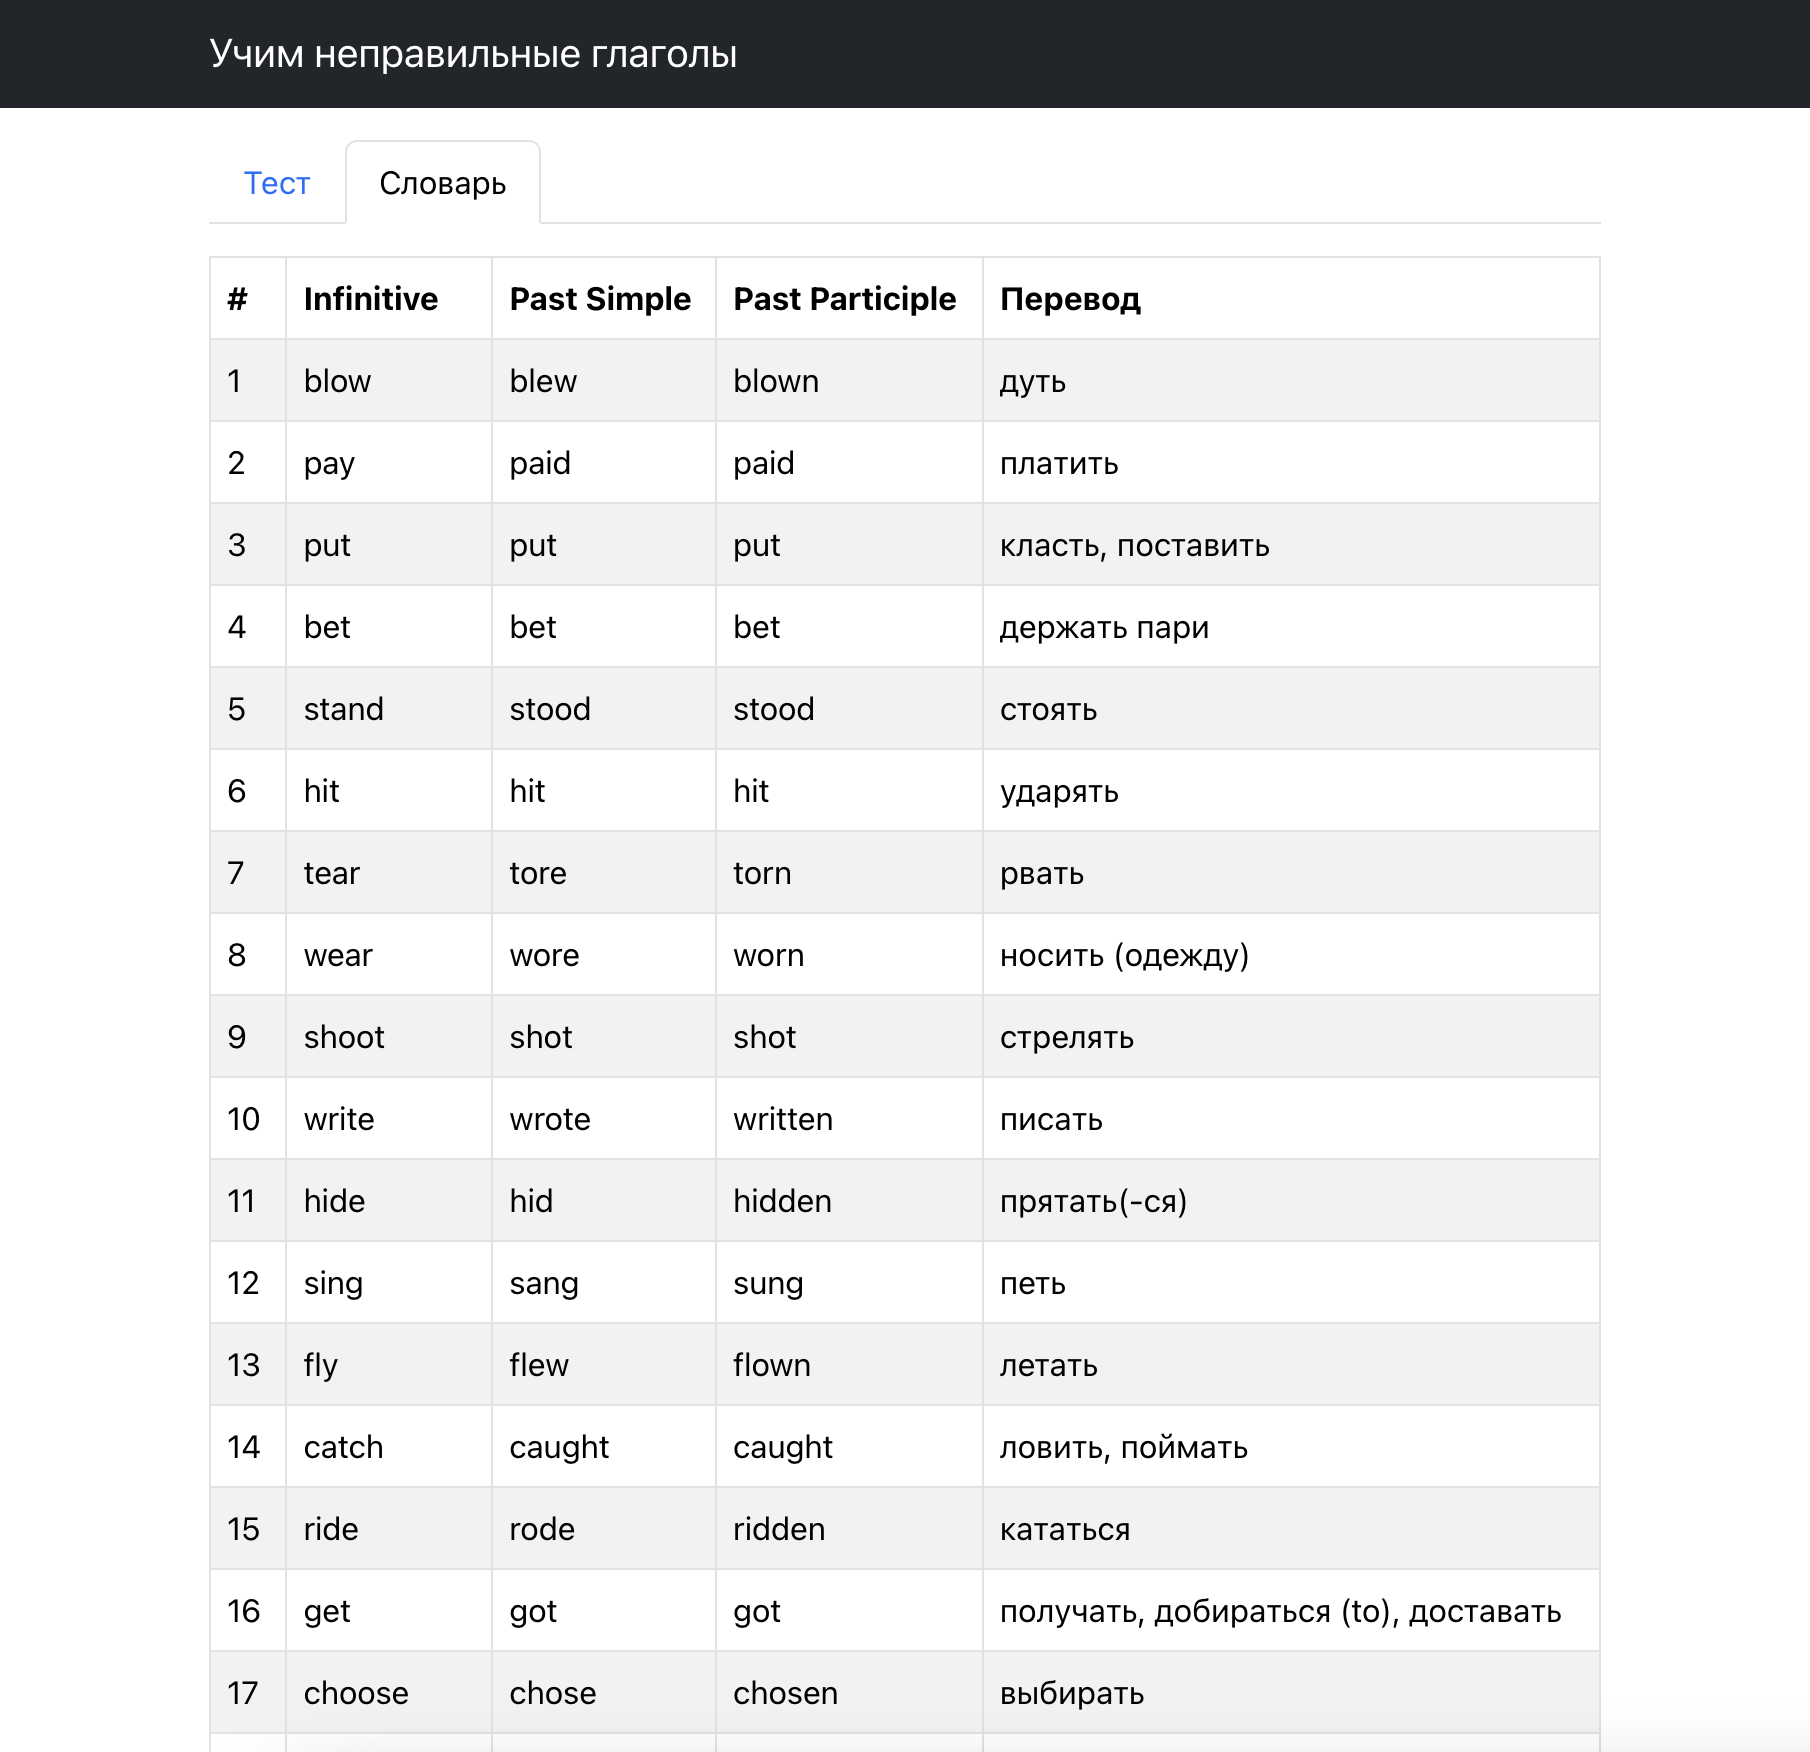 Учим неправильные глаголы
Тест Словарь
# Infinitive Past Simple Past Participle Перевод
1 blow blew blown дуть
2 pay paid paid платить
3 put put put класть, поставить
4 bet bet bet держать пари
5 stand stood stood стоять
6 hit hit hit ударять
7 tear tore torn рвать
8 wear wore worn носить (одежду)
9 shoot shot shot стрелять
10 write wrote written писать
11 hide hid hidden прятать(-ся)
12 sing sang sung петь
13 fly flew flown летать
14 catch caught caught ловить, поймать
15 ride rode ridden кататься
16 get got got получать, добираться (to), доставать
17 choose chose chosen выбирать